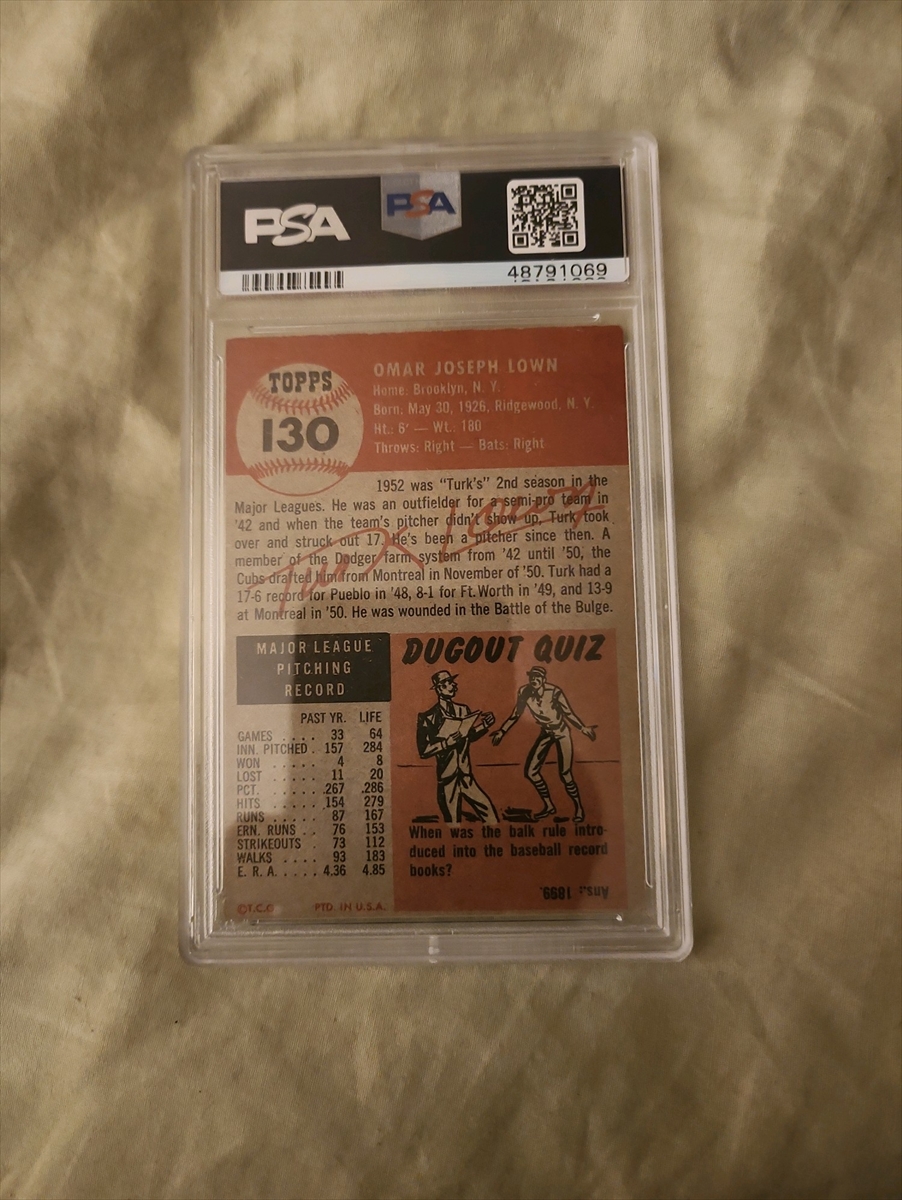 PSA
PSA
48791069
TOPPS
130
OMAR JOSEPH LOWN
Home: Brooklyn, N. Y.
Born: May 30, 1926, Ridgewood, N. Y.
Ht.: 6' — Wt.: 180
Throws: Right — Bats: Right
1952 was "Turk's" 2nd season in the
Major Leagues. He was an outfielder for a semi-pro team in
'42 and when the team's pitcher didn't show up, Turk took
over and struck out 17. He's been a pitcher since then. A
member of the Dodger farm system from '42 until '50, the
Cubs drafted him from Montreal in November of '50. Turk had a
17-6 record for Pueblo in '48, 8-1 for Ft. Worth in '49, and 13-9
at Montreal in '50. He was wounded in the Battle of the Bulge.
Turk Lown
MAJOR LEAGUE
PITCHING
RECORD
PAST YR. LIFE
GAMES . . . . 33 64
INN. PITCHED . 157 284
WON . . . . . 4 8
LOST . . . . . 11 20
PCT. . . . . . .267 .286
HITS . . . . . 154 279
RUNS . . . . . 87 167
ERN. RUNS . . 76 153
STRIKEOUTS . 73 112
WALKS . . . . 93 183
E. R. A. . . . . 4.36 4.85
©T.C.G. PTD. IN U.S.A.
DUGOUT QUIZ
When was the balk rule intro-
duced into the baseball record
books?
Ans.: 1899.